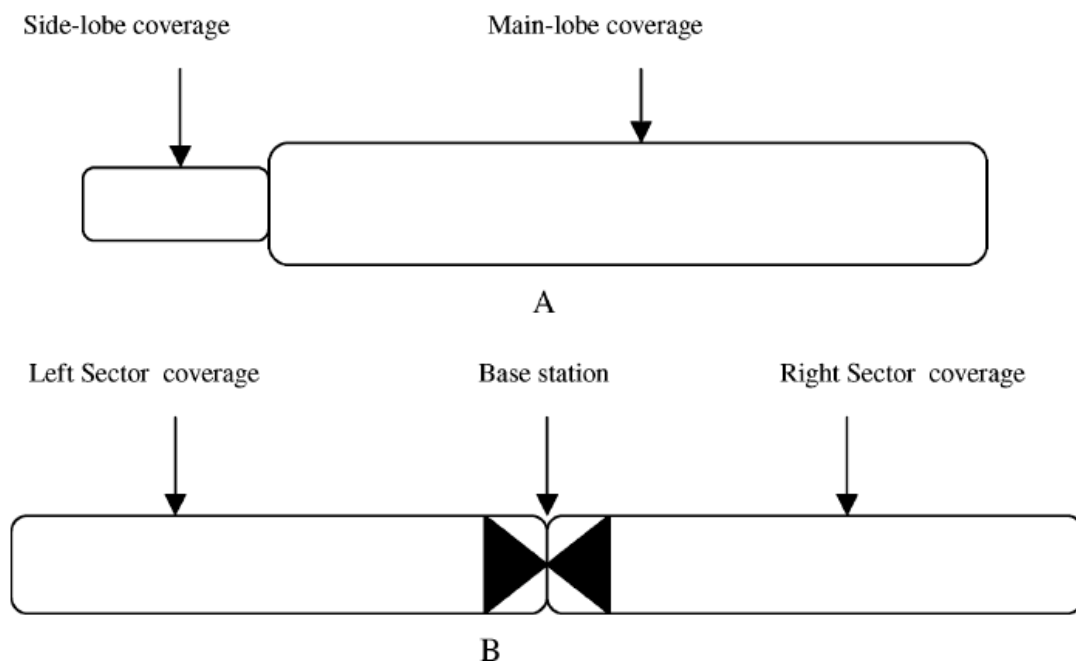 Side-lobe coverage
Main-lobe coverage
A
Left Sector coverage
Base station
Right Sector coverage
B